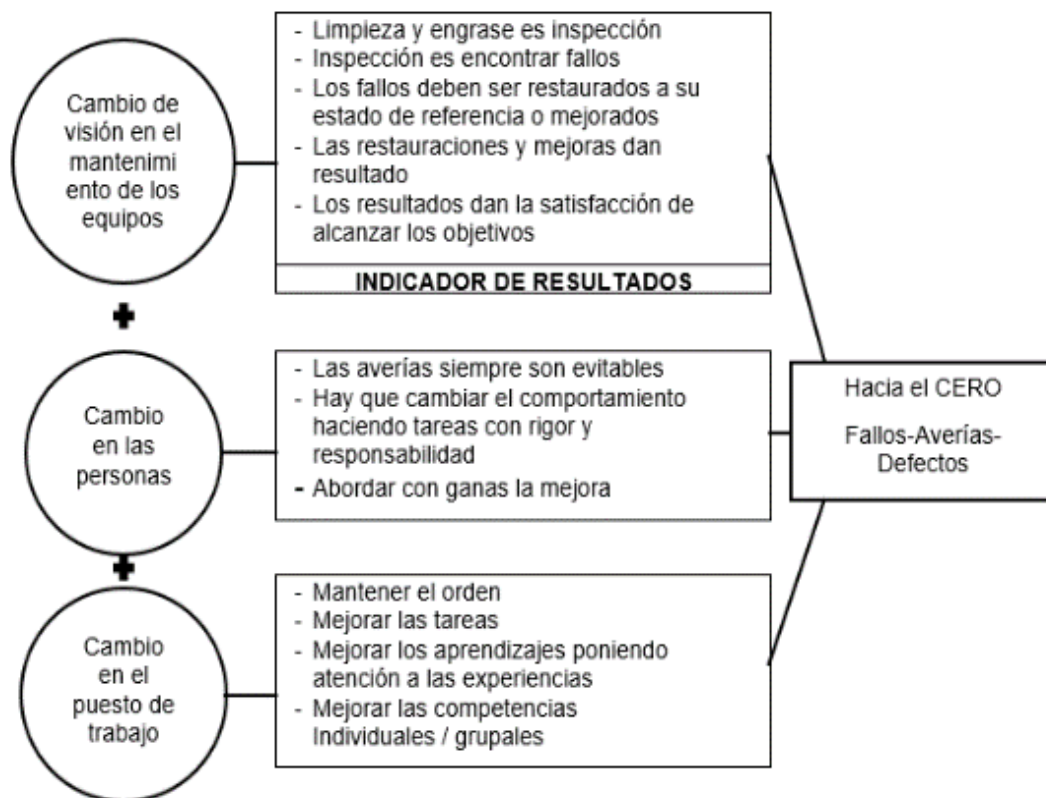 Cambio de
visión en el
mantenimi
ento de los
equipos
- Limpieza y engrase es inspección
- Inspección es encontrar fallos
- Los fallos deben ser restaurados a su
estado de referencia o mejorados
- Las restauraciones y mejoras dan
resultado
- Los resultados dan la satisfacción de
alcanzar los objetivos
INDICADOR DE RESULTADOS
+
Cambio
en las
personas
- Las averías siempre son evitables
- Hay que cambiar el comportamiento
haciendo tareas con rigor y
responsabilidad
- Abordar con ganas la mejora
+
Cambio
en el
puesto de
trabajo
- Mantener el orden
- Mejorar las tareas
- Mejorar los aprendizajes poniendo
atención a las experiencias
- Mejorar las competencias
Individuales / grupales
Hacia el CERO
Fallos-Averías-
Defectos